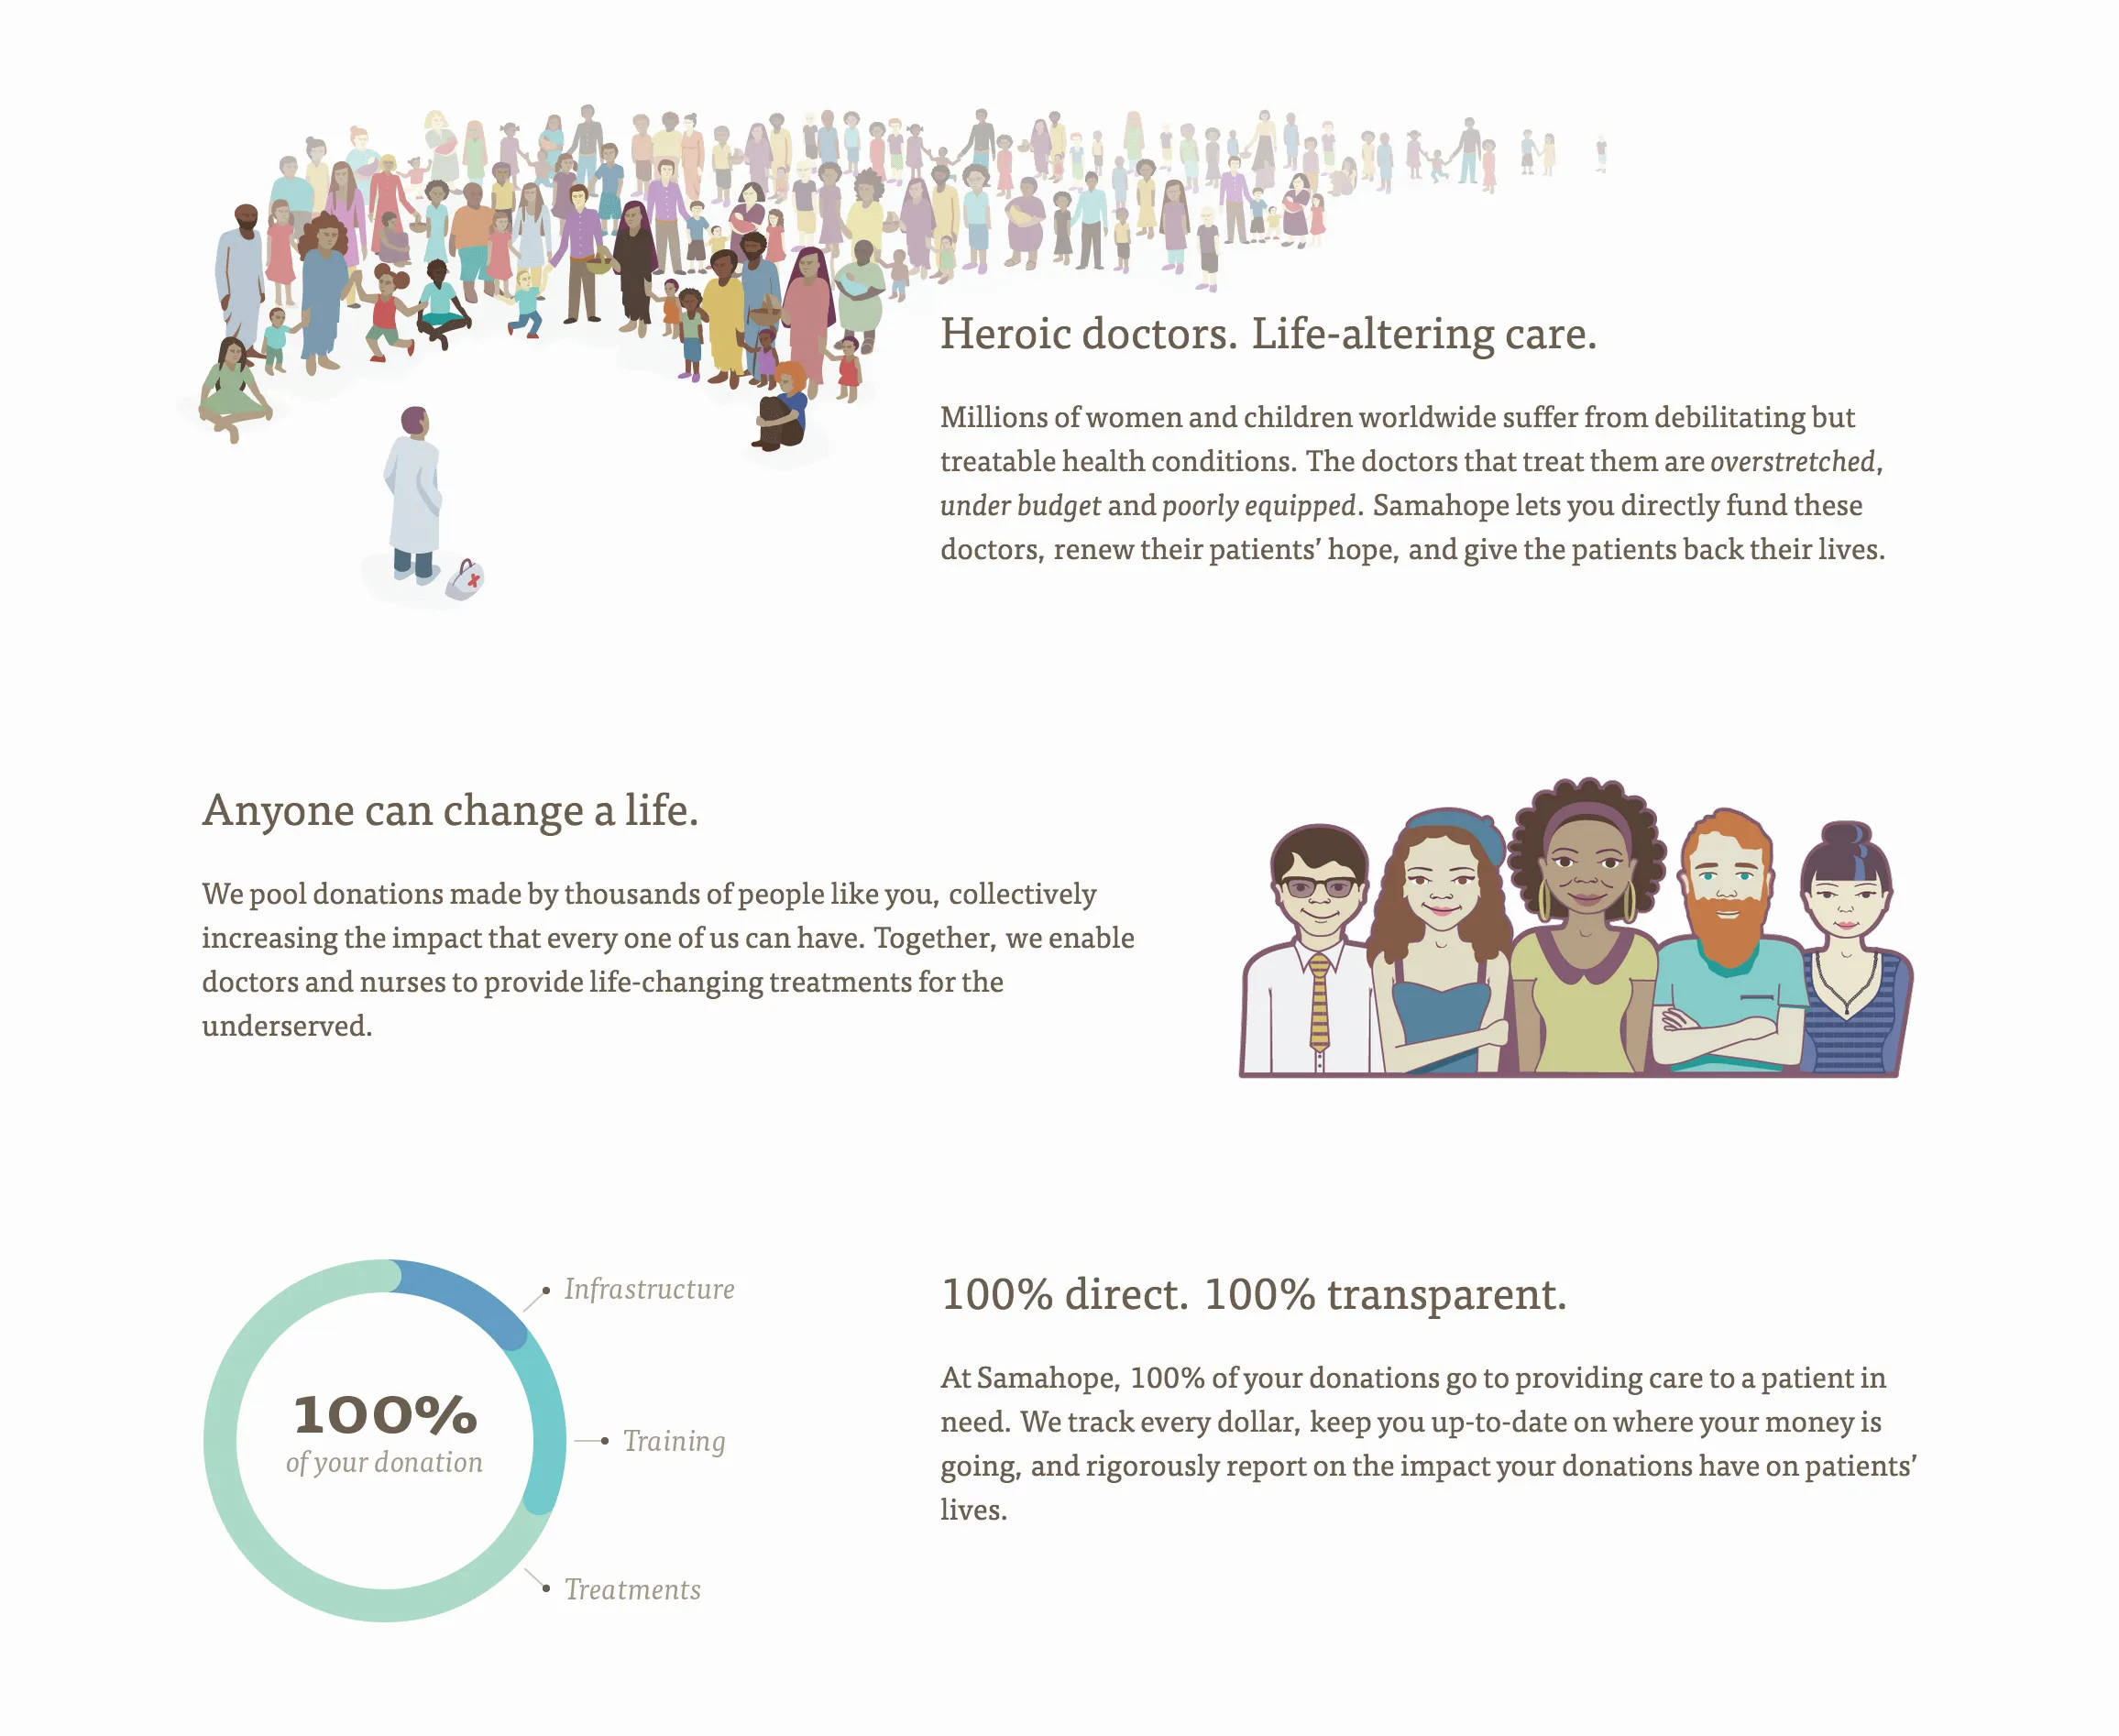 Heroic doctors. Life-altering care.
Millions of women and children worldwide suffer from debilitating but
treatable health conditions. The doctors that treat them are overstretched,
under budget and poorly equipped. Samahope lets you directly fund these
doctors, renew their patients’ hope, and give the patients back their lives.
Anyone can change a life.
We pool donations made by thousands of people like you, collectively
increasing the impact that every one of us can have. Together, we enable
doctors and nurses to provide life-changing treatments for the
underserved.
Infrastructure
100%
of your donation
Training
Treatments
100% direct. 100% transparent.
At Samahope, 100% of your donations go to providing care to a patient in
need. We track every dollar, keep you up-to-date on where your money is
going, and rigorously report on the impact your donations have on patients’
lives.